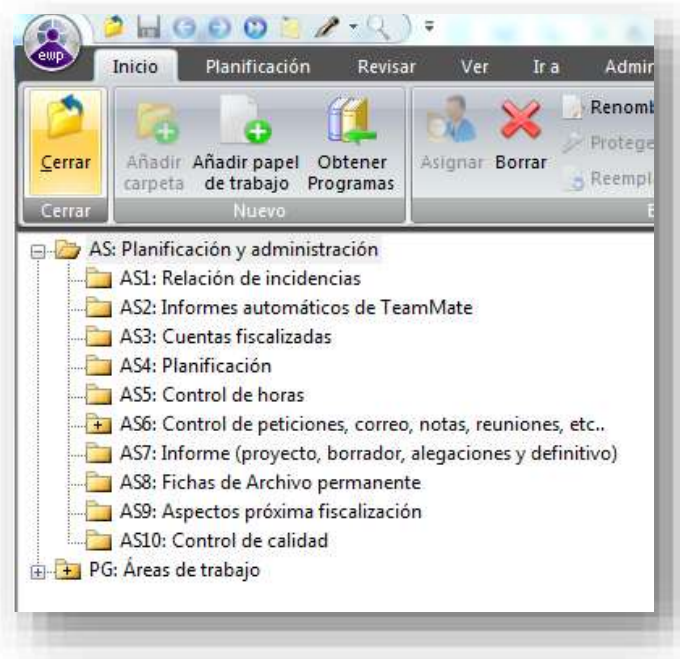 ewp
Inicio Planificación Revisar Ver Ir a Admin
Cerrar Añadir carpeta Añadir papel de trabajo Obtener Programas Asignar Borrar
Renomb
Protege
Reempl
Cerrar Nuevo E
AS: Planificación y administración
AS1: Relación de incidencias
AS2: Informes automáticos de TeamMate
AS3: Cuentas fiscalizadas
AS4: Planificación
AS5: Control de horas
AS6: Control de peticiones, correo, notas, reuniones, etc..
AS7: Informe (proyecto, borrador, alegaciones y definitivo)
AS8: Fichas de Archivo permanente
AS9: Aspectos próxima fiscalización
AS10: Control de calidad
PG: Áreas de trabajo